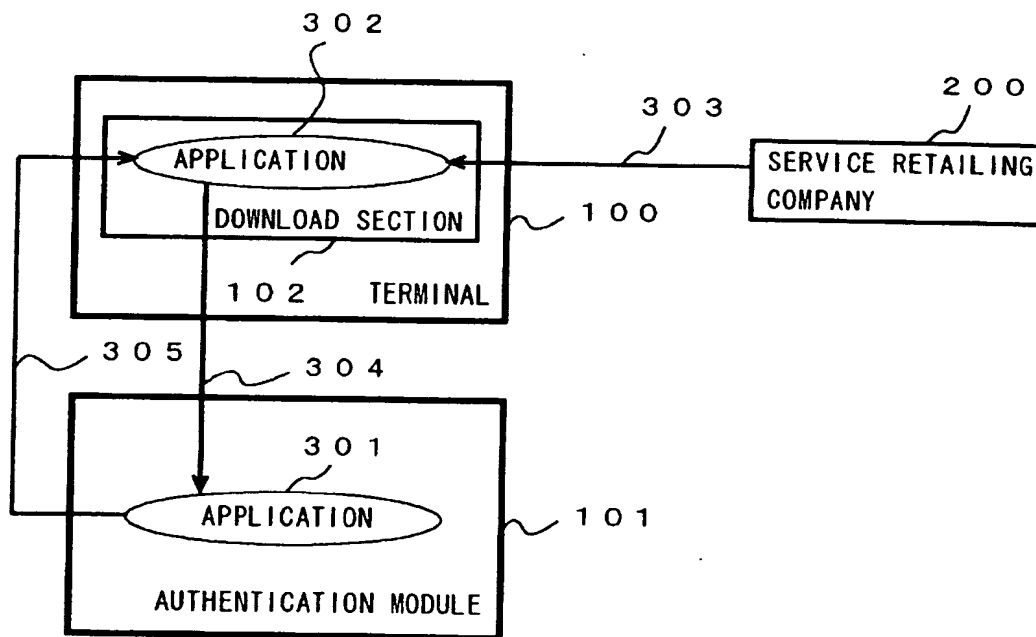 302
200
303
APPLICATION
SERVICE RETAILING
COMPANY
DOWNLOAD SECTION
100
102
TERMINAL
305
304
301
APPLICATION
101
AUTHENTICATION MODULE